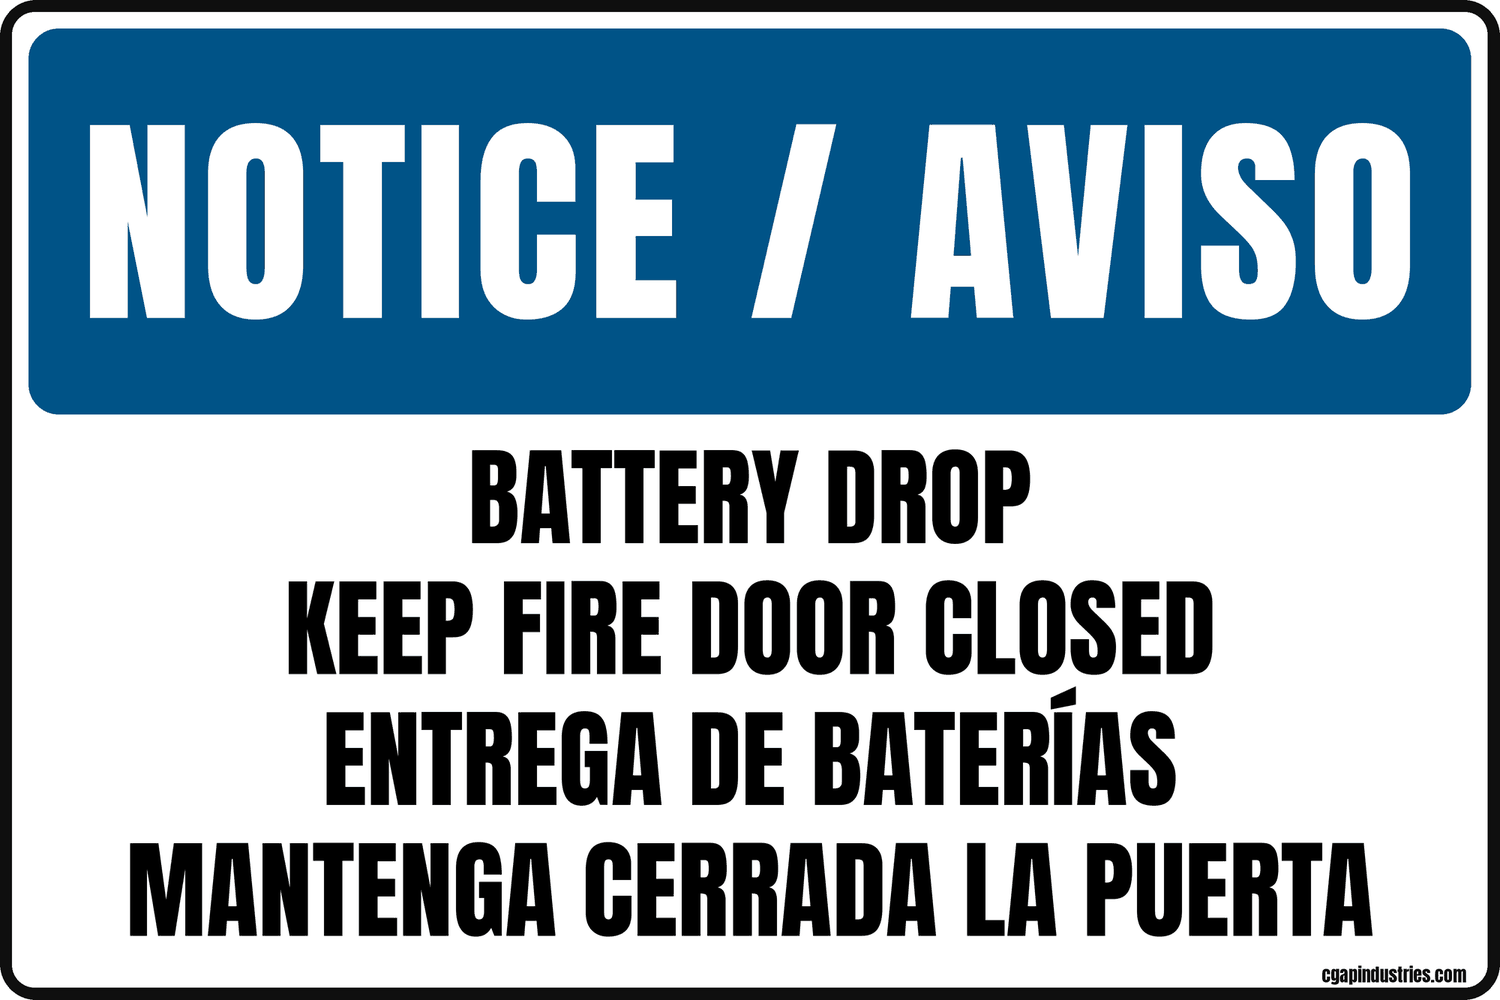 NOTICE / AVISO
BATTERY DROP
KEEP FIRE DOOR CLOSED
ENTREGA DE BATERÍAS
MANTENGA CERRADA LA PUERTA
cgapindustries.com